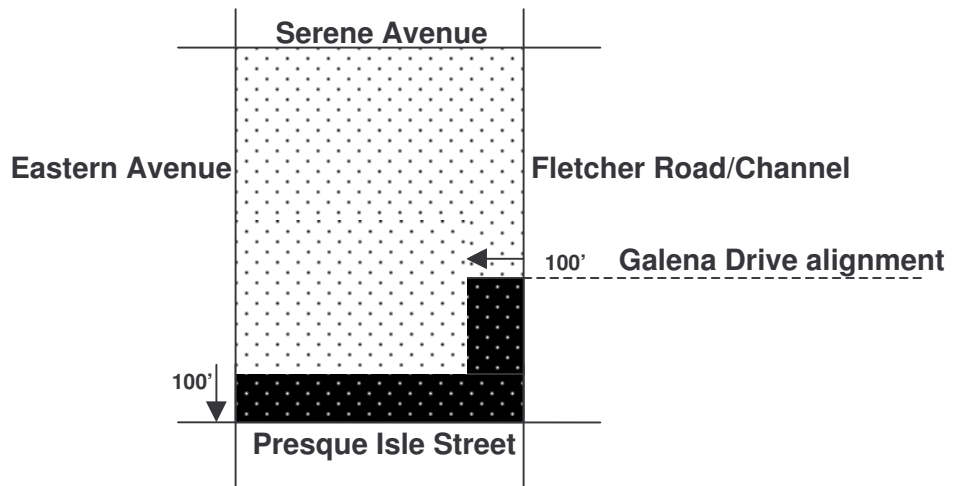 Serene Avenue
Eastern Avenue
Fletcher Road/Channel
100’ Galena Drive alignment
100’
Presque Isle Street